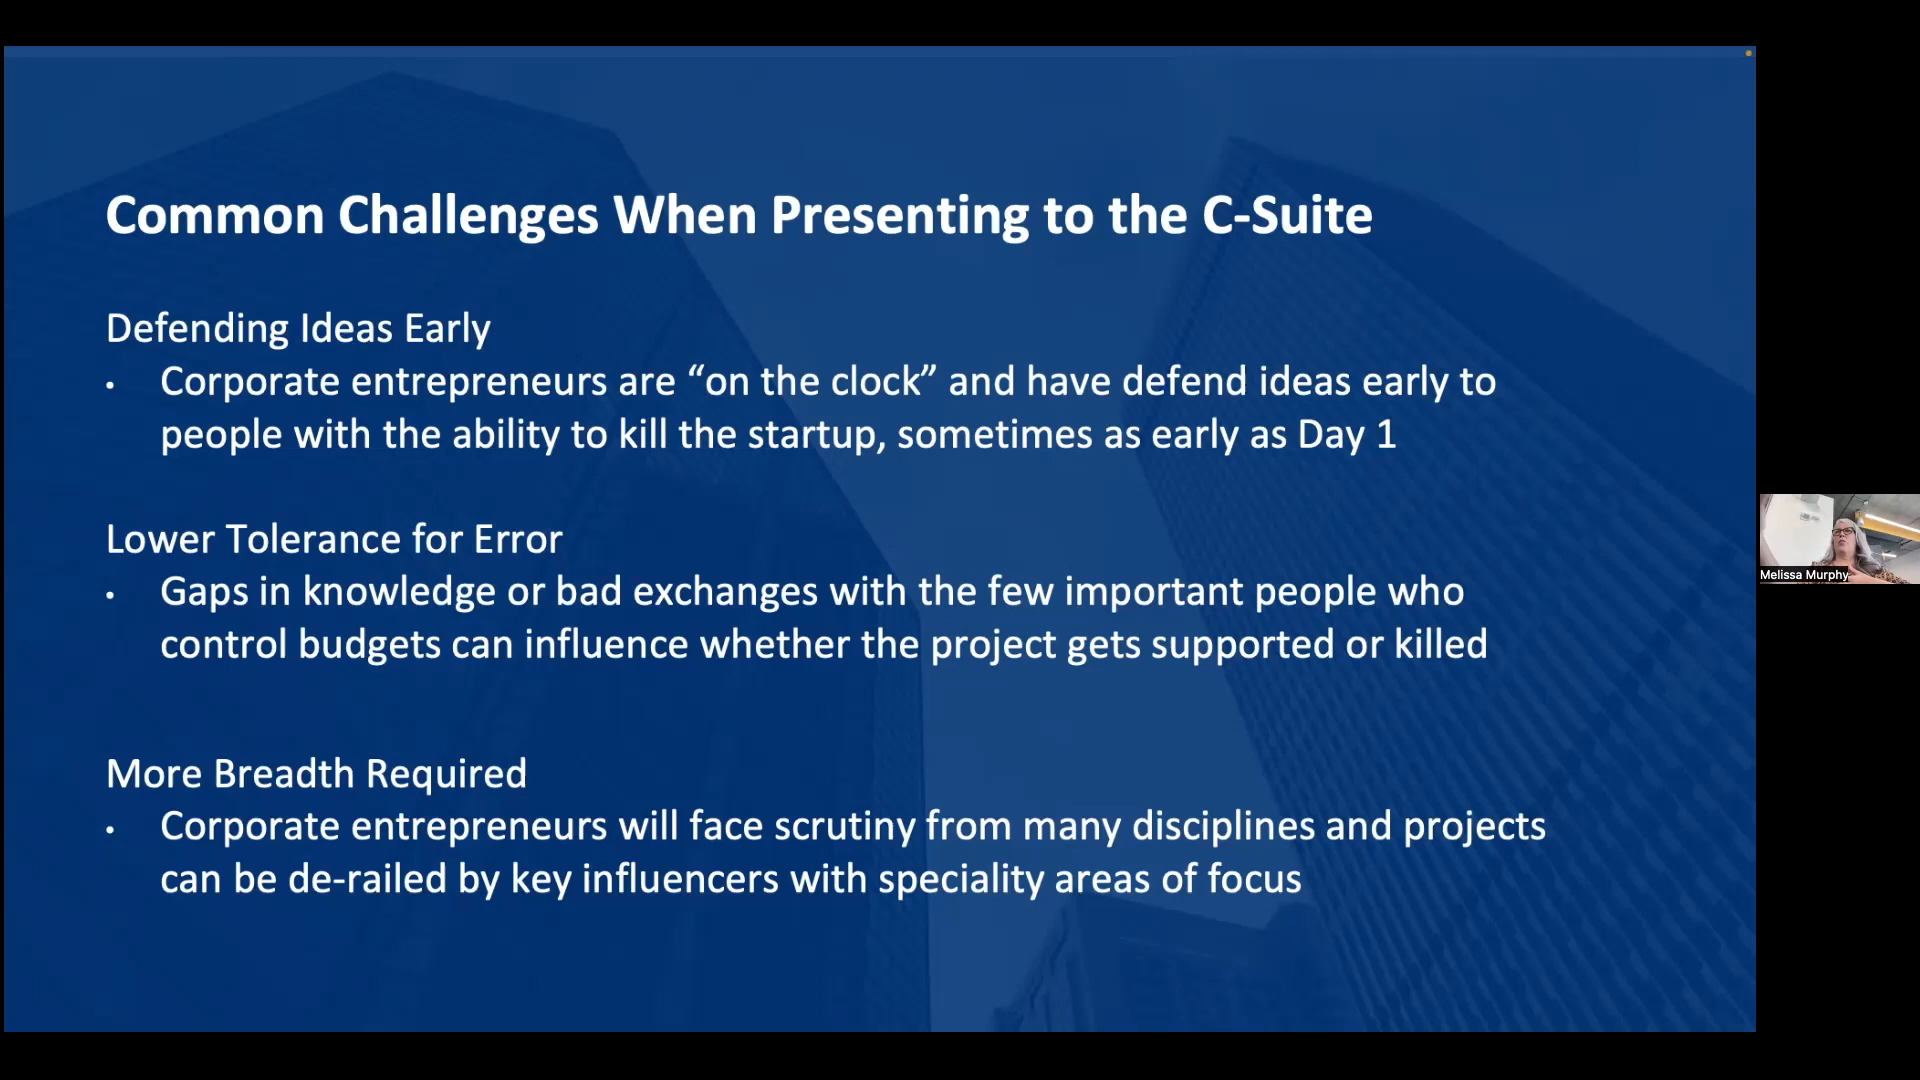 Common Challenges When Presenting to the C-Suite
Defending Ideas Early
• Corporate entrepreneurs are “on the clock” and have defend ideas early to
people with the ability to kill the startup, sometimes as early as Day 1
Lower Tolerance for Error
• Gaps in knowledge or bad exchanges with the few important people who
control budgets can influence whether the project gets supported or killed
More Breadth Required
• Corporate entrepreneurs will face scrutiny from many disciplines and projects
can be de-railed by key influencers with speciality areas of focus
Melissa Murphy